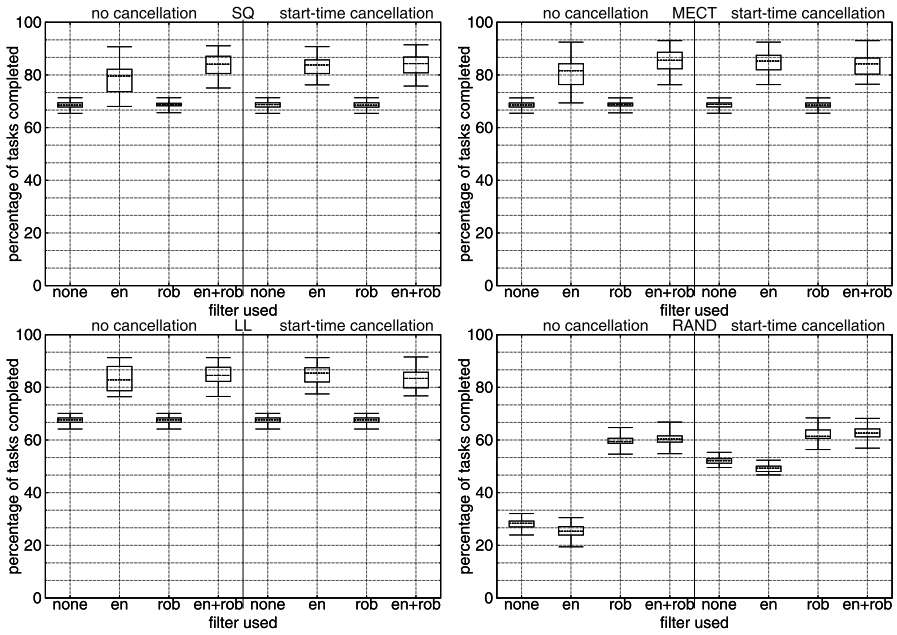 no cancellation SQ start-time cancellation
percentage of tasks completed
100
80
60
40
20
0
none en rob en+rob none en rob en+rob
filter used
no cancellation MECT start-time cancellation
percentage of tasks completed
100
80
60
40
20
0
none en rob en+rob none en rob en+rob
filter used
no cancellation LL start-time cancellation
percentage of tasks completed
100
80
60
40
20
0
none en rob en+rob none en rob en+rob
filter used
no cancellation RAND start-time cancellation
percentage of tasks completed
100
80
60
40
20
0
none en rob en+rob none en rob en+rob
filter used